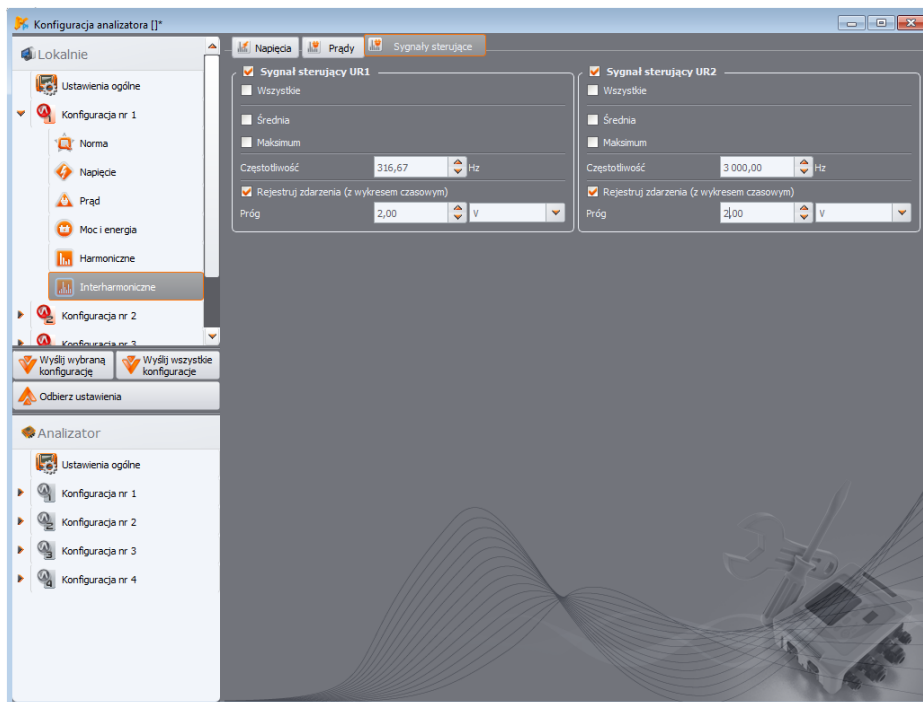 Konfiguracja analizatora []*
Lokalnie
Ustawienia ogólne
Konfiguracja nr 1
Norma
Napięcie
Prąd
Moc i energia
Harmoniczne
Interharmoniczne
Konfiguracja nr 2
Konfiguracja nr 3
Wyślij wybraną
konfigurację
Wyślij wszystkie
konfiguracje
Odbierz ustawienia
Analizator
Ustawienia ogólne
Konfiguracja nr 1
Konfiguracja nr 2
Konfiguracja nr 3
Konfiguracja nr 4
Napięcia
Prądy
Sygnały sterujące
Sygnał sterujący UR1
Wszystkie
Średnia
Maksimum
Częstotliwość 316,67 Hz
Rejestruj zdarzenia (z wykresem czasowym)
Próg 2,00 V
Sygnał sterujący UR2
Wszystkie
Średnia
Maksimum
Częstotliwość 3 000,00 Hz
Rejestruj zdarzenia (z wykresem czasowym)
Próg 2,00 V